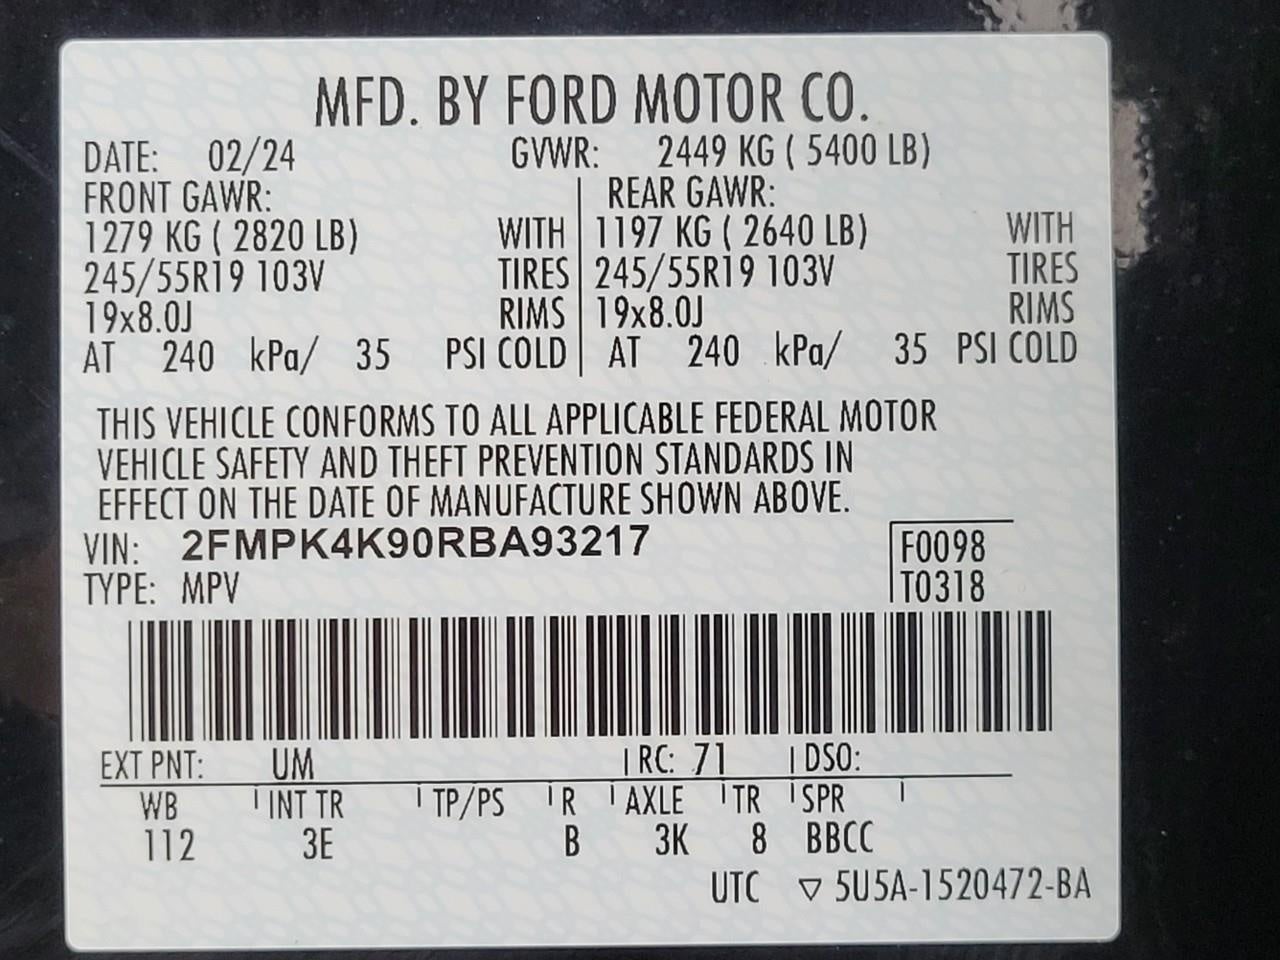 MFD. BY FORD MOTOR CO.
DATE: 02/24 GVWR: 2449 KG ( 5400 LB)
FRONT GAWR: REAR GAWR:
1279 KG ( 2820 LB) WITH 1197 KG ( 2640 LB) WITH
245/55R19 103V TIRES 245/55R19 103V TIRES
19x8.0J RIMS 19x8.0J RIMS
AT 240 kPa/ 35 PSI COLD AT 240 kPa/ 35 PSI COLD
THIS VEHICLE CONFORMS TO ALL APPLICABLE FEDERAL MOTOR
VEHICLE SAFETY AND THEFT PREVENTION STANDARDS IN
EFFECT ON THE DATE OF MANUFACTURE SHOWN ABOVE.
VIN: 2FMPK4K90RBA93217 F0098
TYPE: MPV T0318
EXT PNT: UM RC: 71 DSO:
WB INT TR TP/PS R AXLE TR SPR
112 3E B 3K 8 BBCC
UTC ▽ 5U5A-1520472-BA